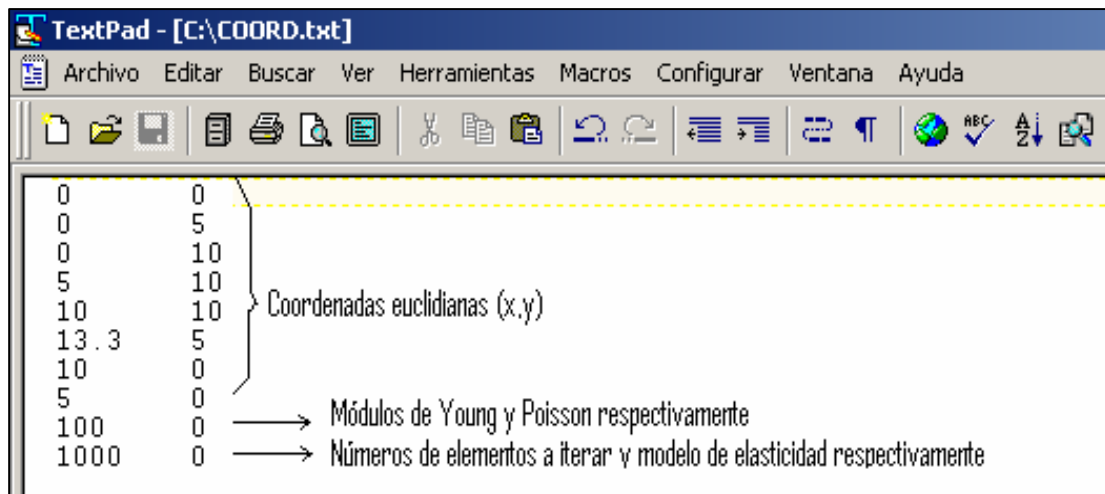 TextPad - [C:\COORD.txt]
Archivo Editar Buscar Ver Herramientas Macros Configurar Ventana Ayuda
0 0
0 5
0 10
5 10
10 10
13.3 5
10 0
5 0
Coordenadas euclidianas (x,y)
100 0 Módulos de Young y Poisson respectivamente
1000 0 Números de elementos a iterar y modelo de elasticidad respectivamente